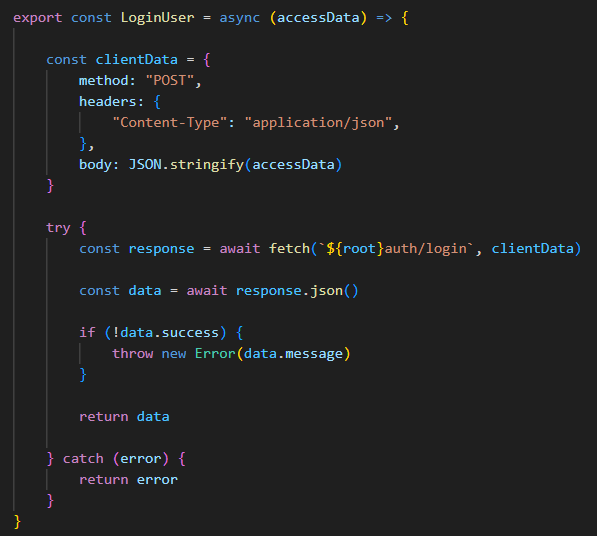 export const LoginUser = async (accessData) => {
const clientData = {
method: "POST",
headers: {
"Content-Type": "application/json",
},
body: JSON.stringify(accessData)
}
try {
const response = await fetch(`${root}auth/login`, clientData)
const data = await response.json()
if (!data.success) {
throw new Error(data.message)
}
return data
} catch (error) {
return error
}
}